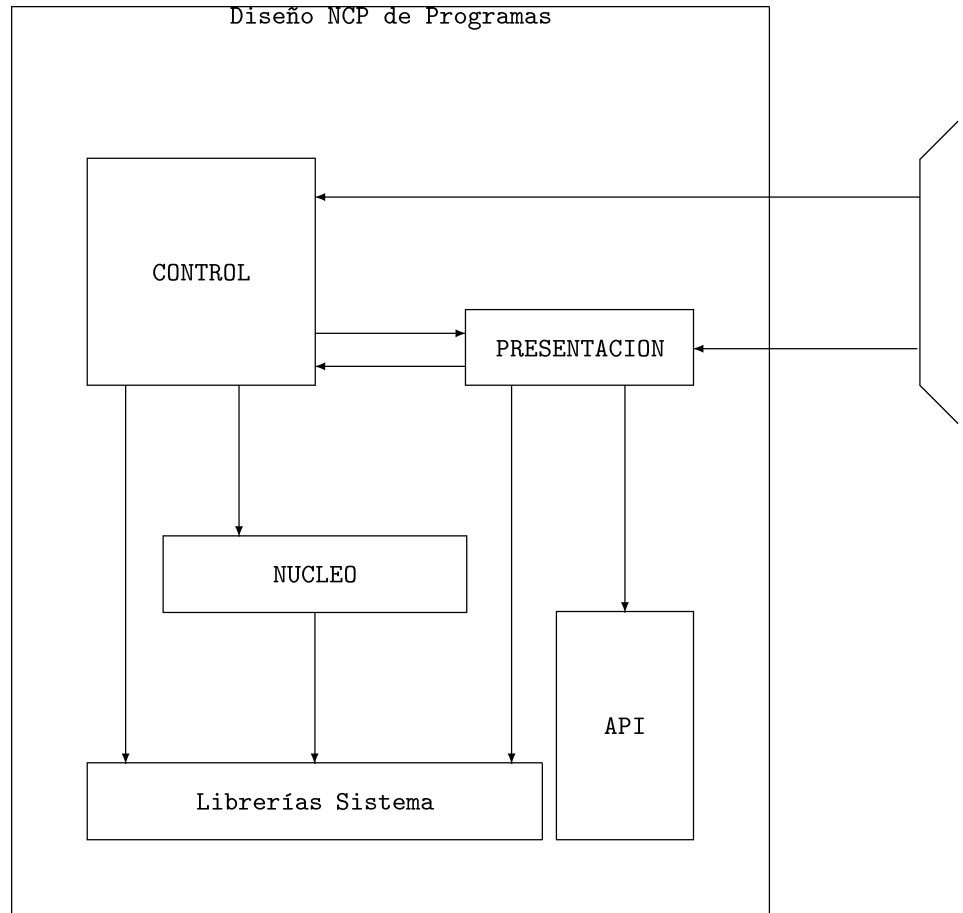 Diseño NCP de Programas
CONTROL
PRESENTACION
NUCLEO
API
Librerías Sistema